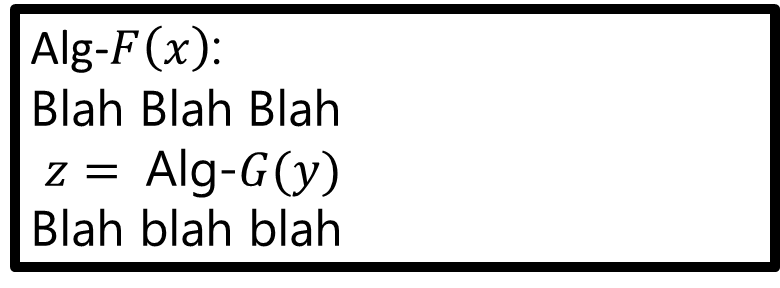 Alg-F(x):
Blah Blah Blah
z = Alg-G(y)
Blah blah blah